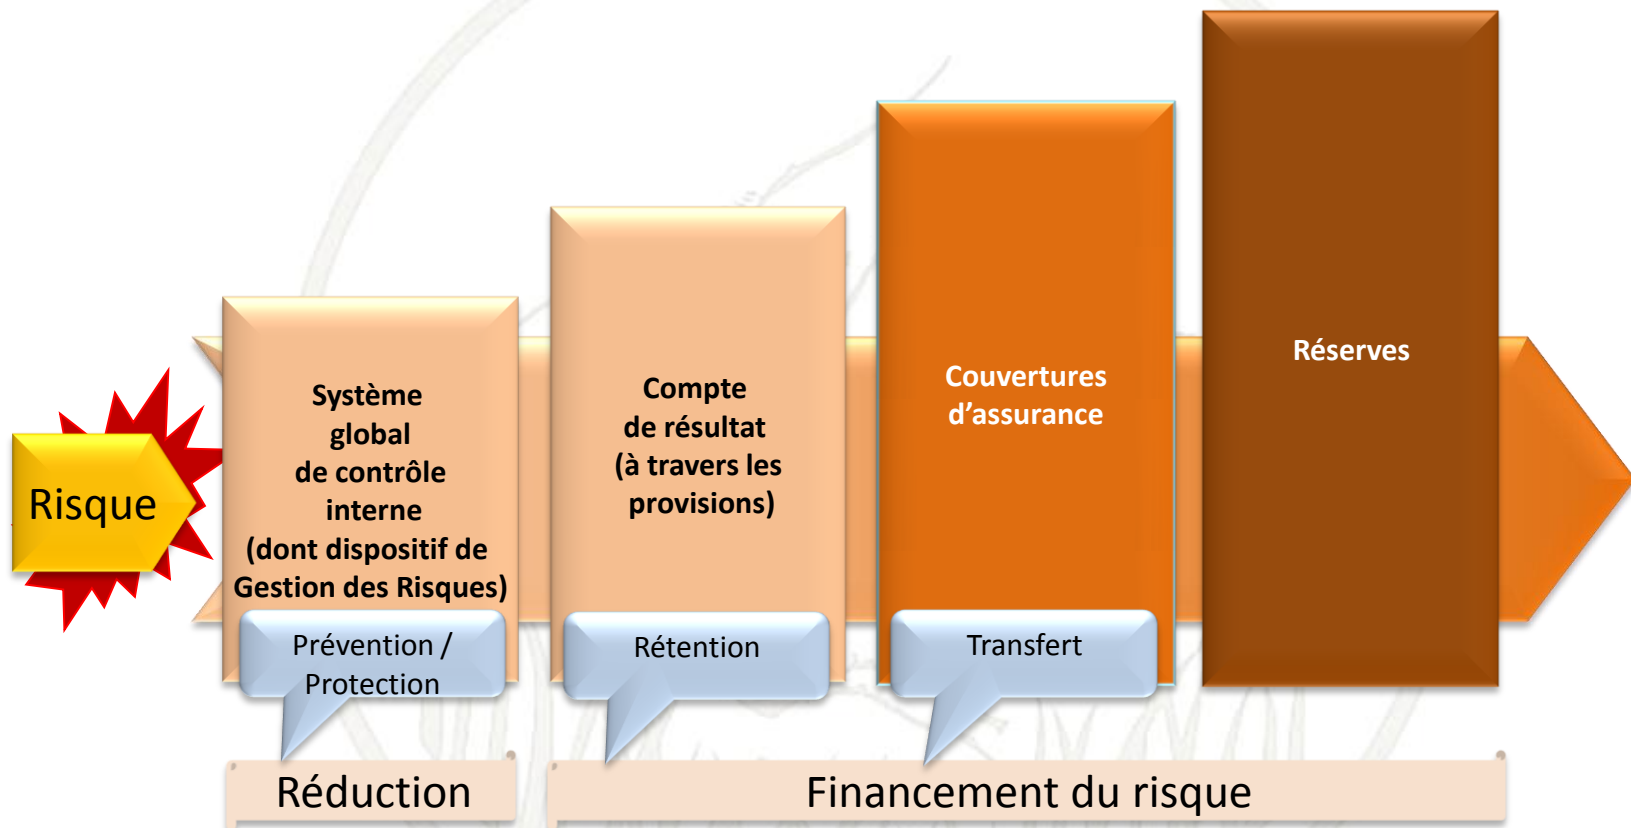 Risque
Système
global
de contrôle
interne
(dont dispositif de
Gestion des Risques)
Prévention /
Protection
Compte
de résultat
(à travers les
provisions)
Rétention
Couvertures
d’assurance
Transfert
Réserves
Réduction
Financement du risque